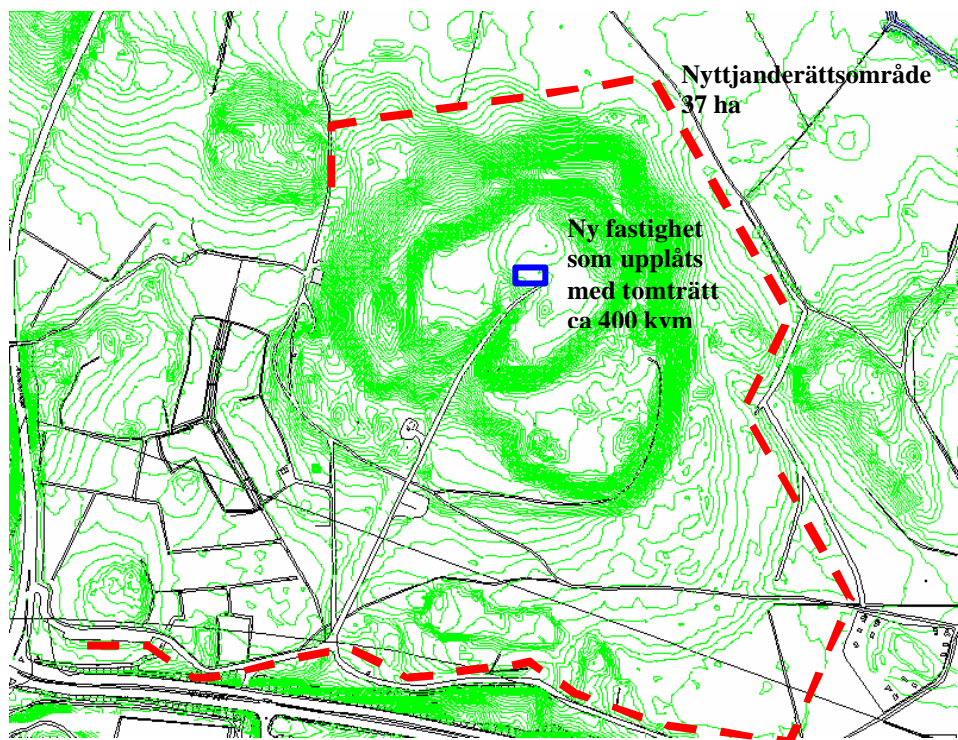 Nyttjanderättsområde
37 ha
Ny fastighet
som upplåts
med tomträtt
ca 400 kvm